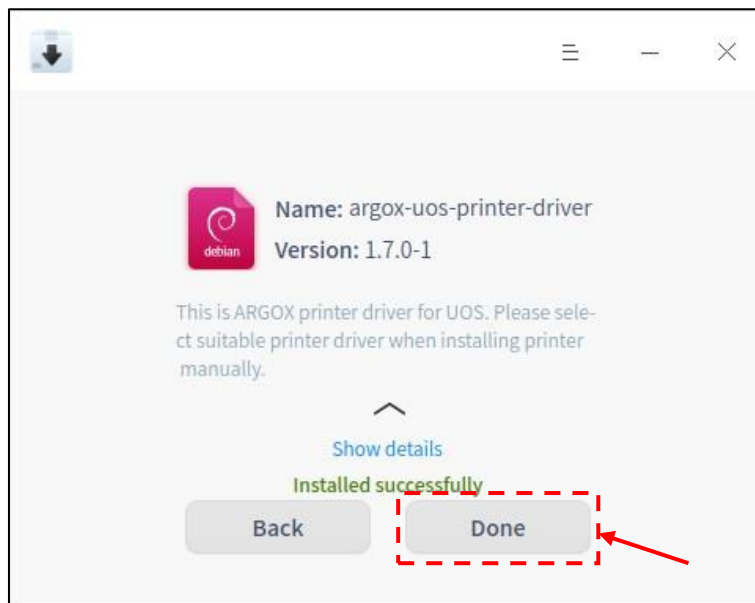 debian
Name: argox-uos-printer-driver
Version: 1.7.0-1
This is ARGOX printer driver for UOS. Please sele-
ct suitable printer driver when installing printer
manually.
Show details
Installed successfully
Back
Done